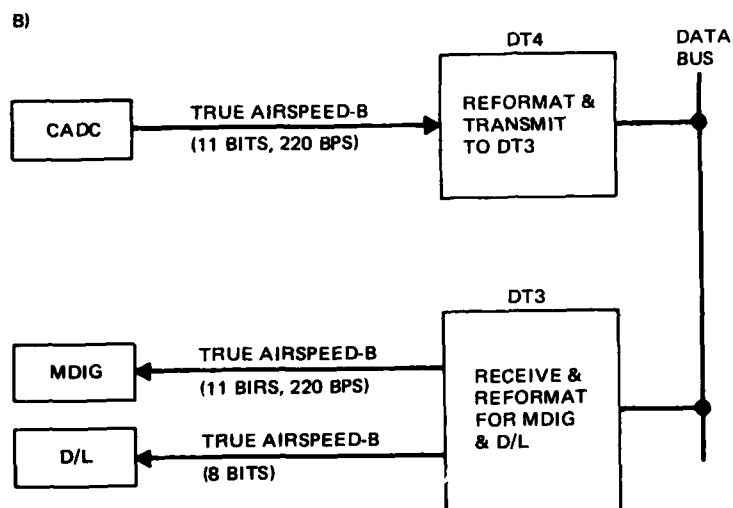 B)
DT4
DATA
BUS
CADC
TRUE AIRSPEED-B
(11 BITS, 220 BPS)
REFORMAT &
TRANSMIT
TO DT3
DT3
MDIG
TRUE AIRSPEED-B
(11 BIRS, 220 BPS)
D/L
TRUE AIRSPEED-B
(8 BITS)
RECEIVE &
REFORMAT
FOR MDIG
& D/L